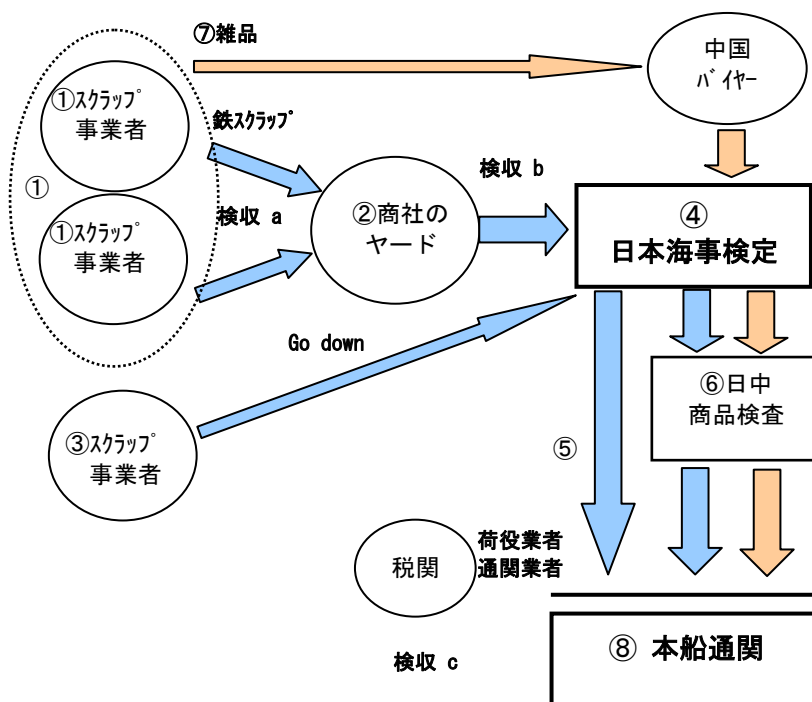 ⑦雑品
中国
ﾊﾞｲﾔｰ
①ｽｸﾗｯﾌﾟ
事業者
鉄ｽｸﾗｯﾌﾟ
①
検収 a
①ｽｸﾗｯﾌﾟ
事業者
②商社の
ヤード
検収 b
④
日本海事検定
Go down
③ｽｸﾗｯﾌﾟ
事業者
⑤
⑥日中
商品検査
税関
荷役業者
通関業者
検収 c
⑧ 本船通関